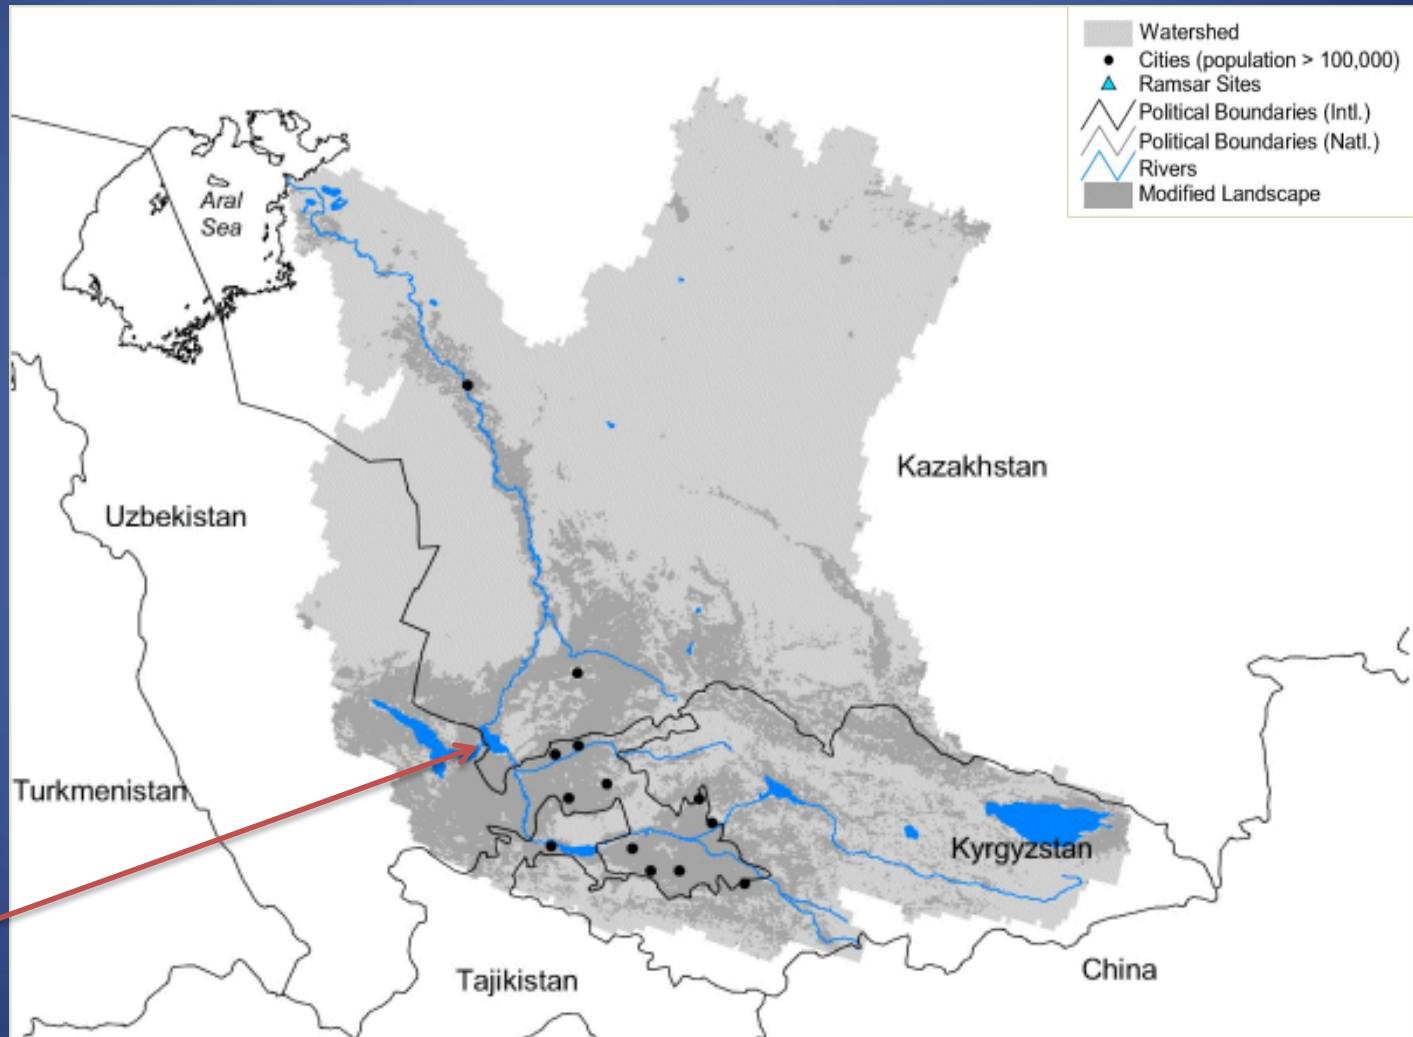 Watershed
Cities (population > 100,000)
Ramsar Sites
Political Boundaries (Intl.)
Political Boundaries (Natl.)
Rivers
Modified Landscape
Aral
Sea
Kazakhstan
Uzbekistan
Turkmenistan
Kyrgyzstan
Tajikistan
China